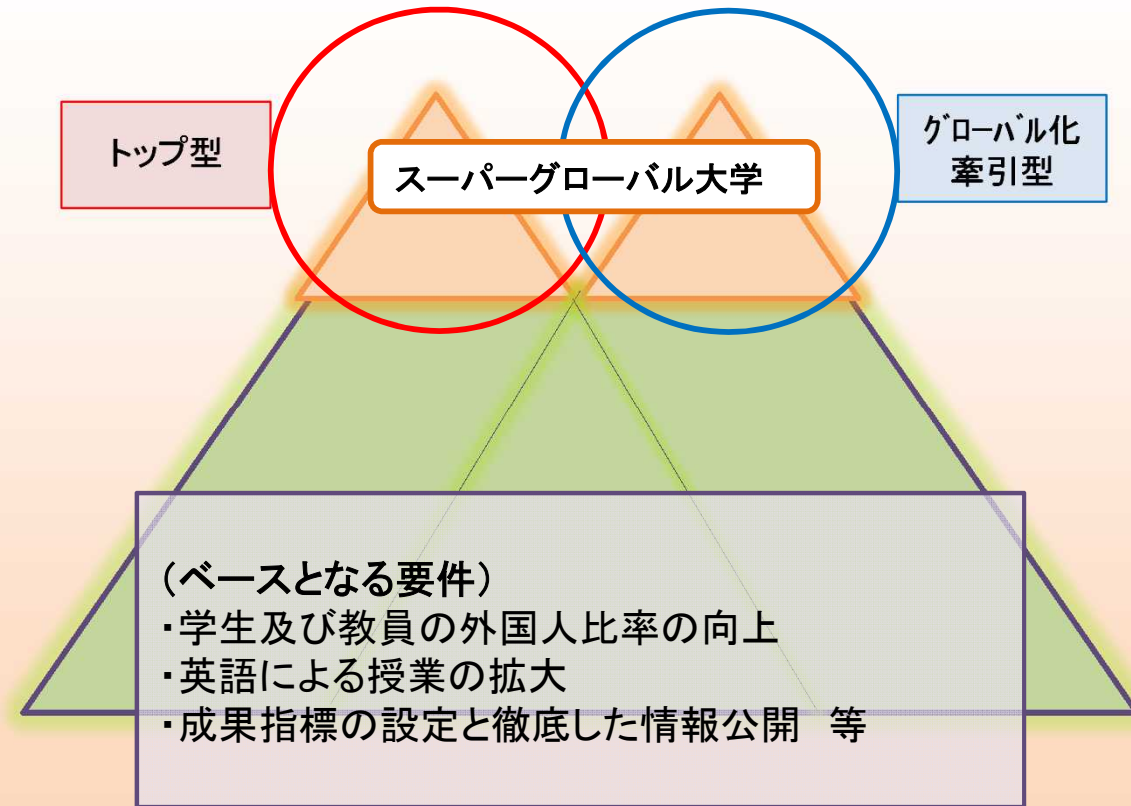 トップ型
スーパーグローバル大学
ｸﾞﾛｰﾊﾞﾙ化
牽引型
（ベースとなる要件）
・学生及び教員の外国人比率の向上
・英語による授業の拡大
・成果指標の設定と徹底した情報公開　等